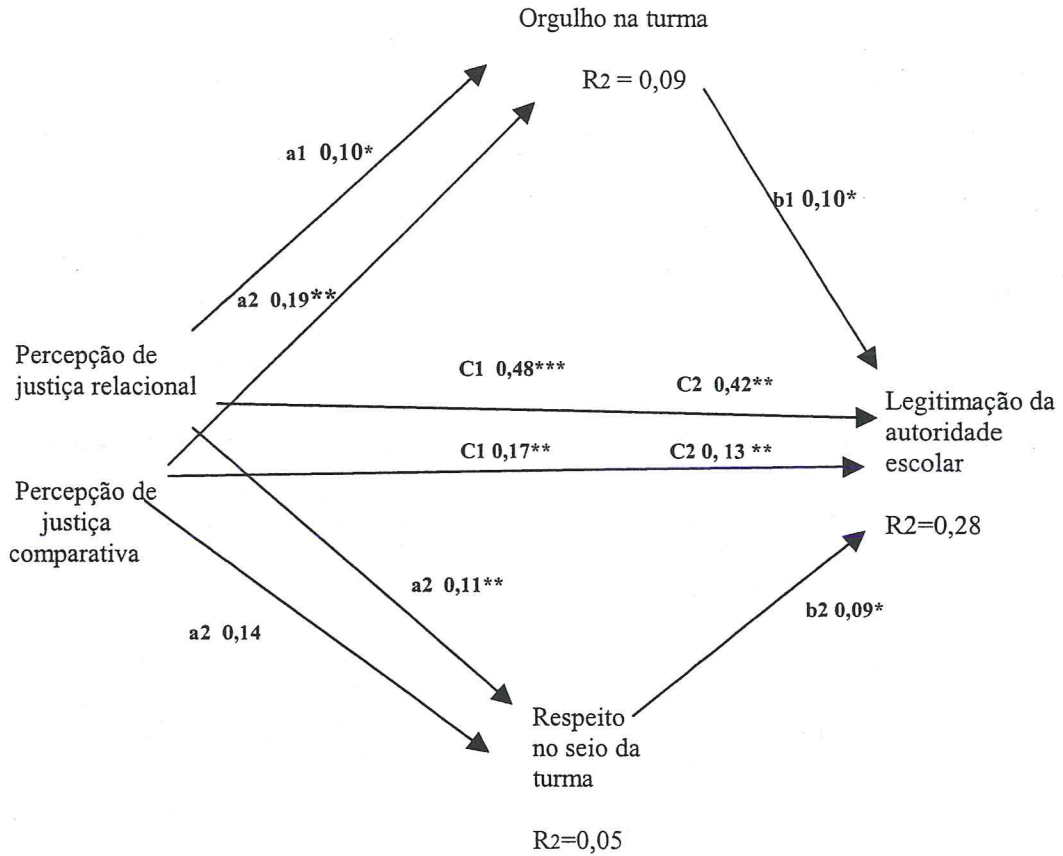 Orgulho na turma
R2 = 0,09
a1 0,10*
b1 0,10*
a2 0,19**
Percepção de
justiça relacional
C1 0,48***
C2 0,42**
Legitimação da
autoridade
escolar
C1 0,17**
C2 0, 13 **
Percepção de
justiça
comparativa
R2=0,28
a2 0,11**
b2 0,09*
a2 0,14
Respeito
no seio da
turma
R2=0,05